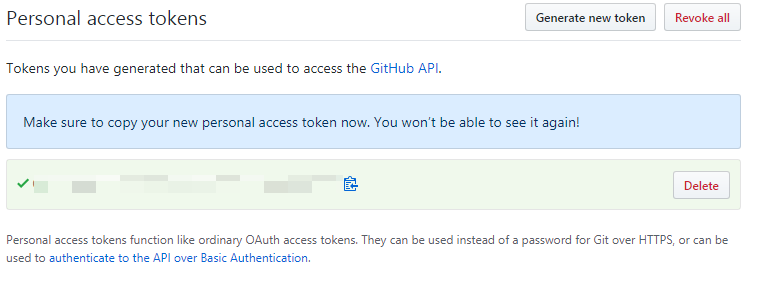 Personal access tokens
Generate new token
Revoke all
Tokens you have generated that can be used to access the GitHub API.
Make sure to copy your new personal access token now. You won't be able to see it again!
Delete
Personal access tokens function like ordinary OAuth access tokens. They can be used instead of a password for Git over HTTPS, or can be
used to authenticate to the API over Basic Authentication.